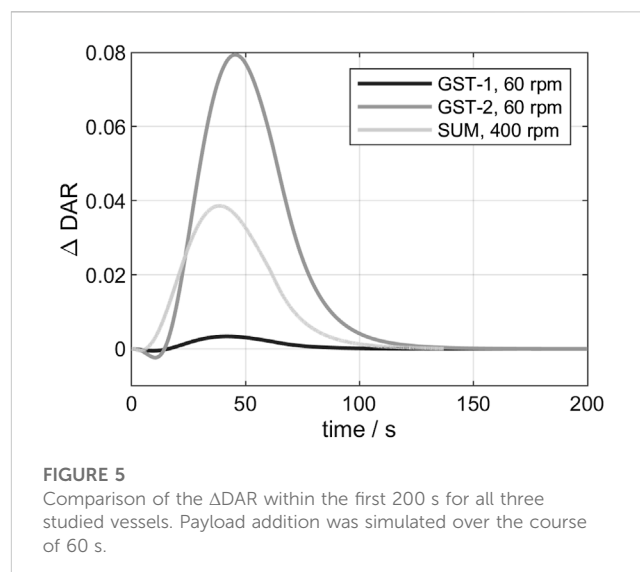 0.08
0.06
0.04
0.02
0
Δ DAR
GST-1, 60 rpm
GST-2, 60 rpm
SUM, 400 rpm
0 50 100 150 200
time / s
FIGURE 5
Comparison of the ΔDAR within the first 200 s for all three
studied vessels. Payload addition was simulated over the course
of 60 s.